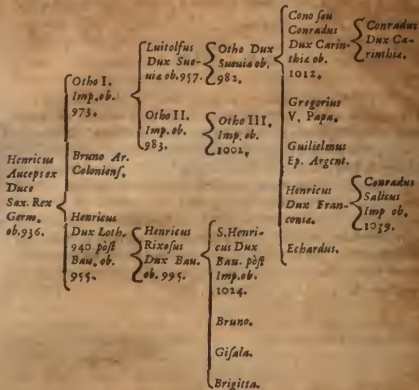 Henricus
Auceps ex
Duce
Sax. Rex
Germ.
ob.936.
Otho I.
Imp.ob.
973.
Bruno Ar.
Coloniens.
Henricus
Dux Loth.
940 pòst
Bau. ob.
955.
Luitolfus
Dux Sue-
uia ob.957.
Otho II.
Imp. ob.
983.
Henricus
Rixosus
Dux Bau.
ob. 995.
Otho Dux
Sueuia ob.
982.
Otho III.
Imp. ob.
1002,
S.Henri-
cus Dux
Bau. pòst
Imp.ob.
1024.
Bruno.
Gisala.
Brigitta.
Cono seu
Conradus
Dux Carin-
thia ob.
1012.
Gregorius
V. Papa.
Guilielmus
Ep. Argent.
Henricus
Dux Fran-
conia.
Echardus.
Conradus
Dux Ca-
rinthia.
Conradus
Salicus
Imp ob.
1039.